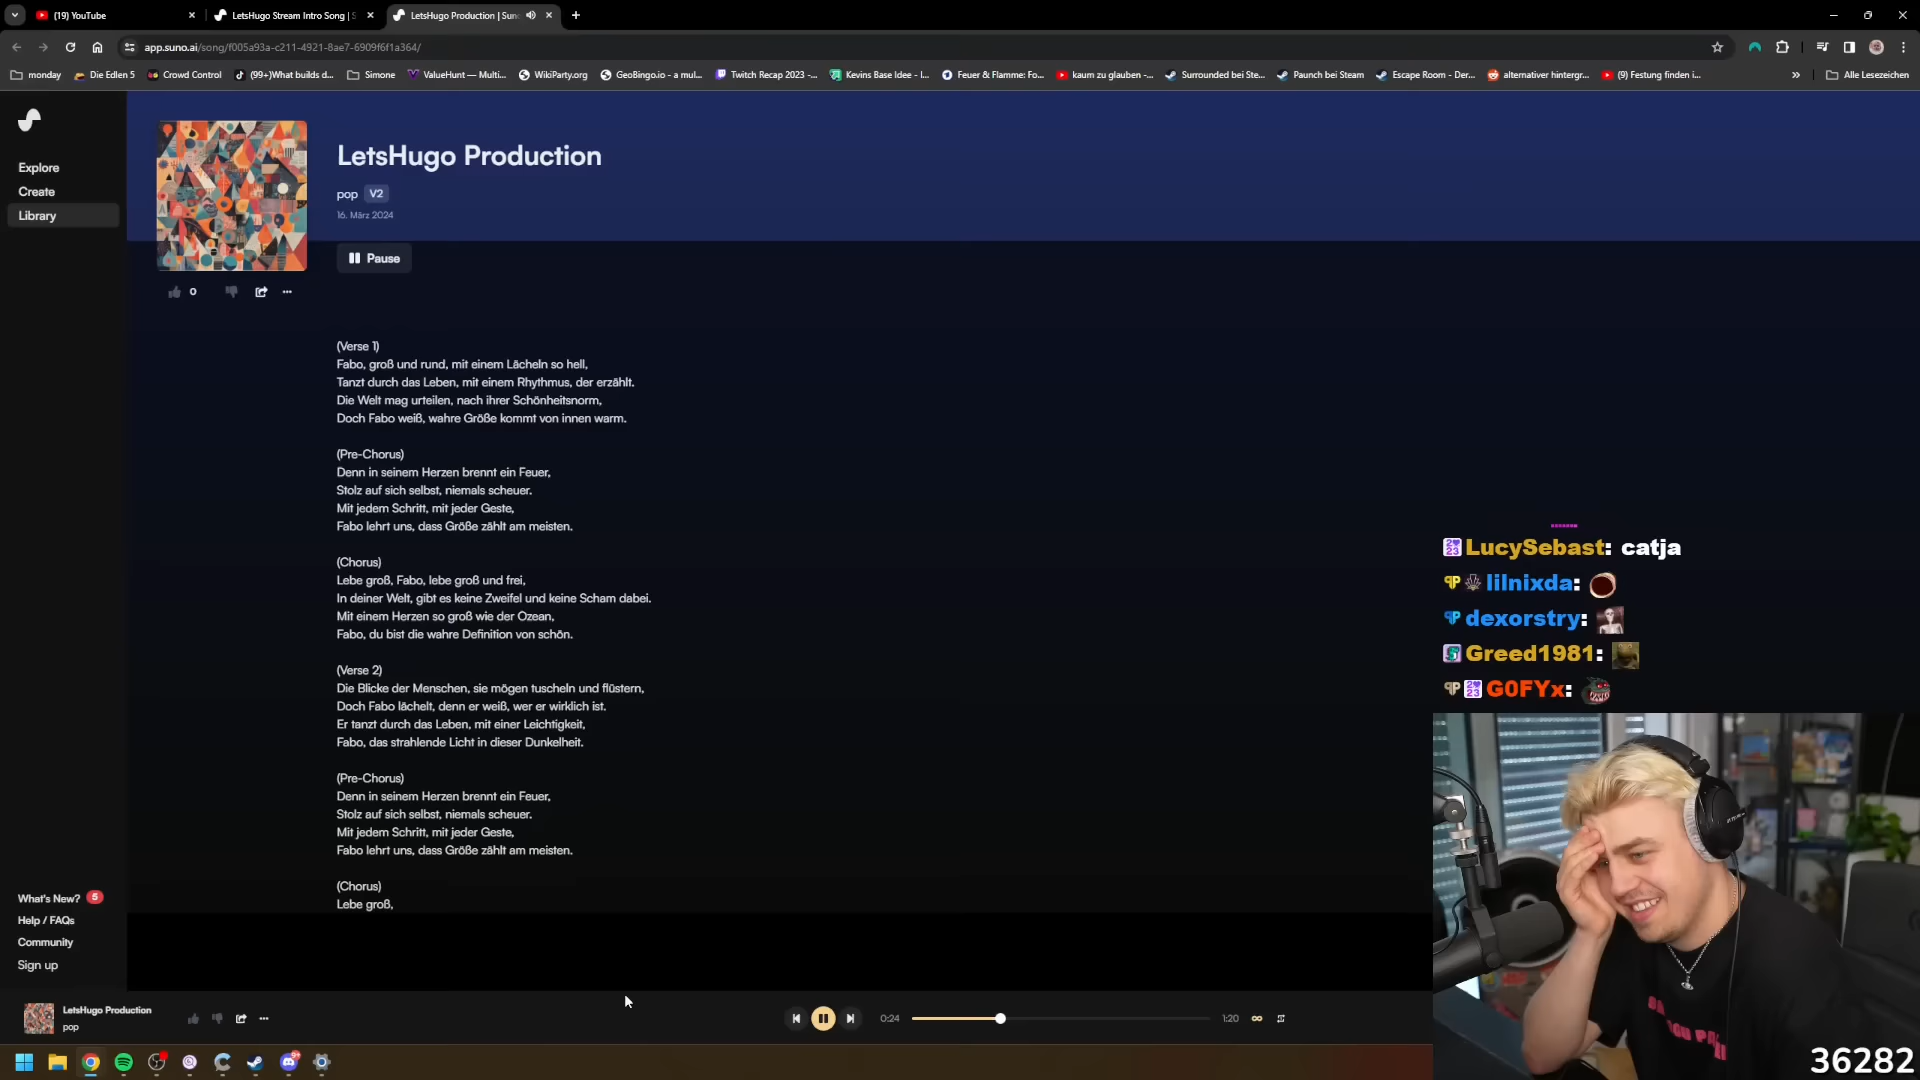 (19) YouTube
LetsHugo Stream Intro Song |
LetsHugo Production | Sun
app.suno.ai/song/f005a93a-c211-4921-8ae7-6909f6f1a364/
monday
Die Edlen 5
Crowd Control
(99+)What builds d...
Simone
ValueHunt — Multi...
WikiParty.org
GeoBingo.io - a mul...
Twitch Recap 2023 -...
Kevins Base Idee - I...
Feuer & Flamme: Fo...
kaum zu glauben -...
Surrounded bei Ste...
Paunch bei Steam
Escape Room - Der...
alternativer hintergr...
(9) Festung finden i...
Alle Lesezeichen
Explore
Create
Library
LetsHugo Production
pop V2
16. März 2024
Pause
0
(Verse 1)
Fabo, groß und rund, mit einem Lächeln so hell,
Tanzt durch das Leben, mit einem Rhythmus, der erzählt.
Die Welt mag urteilen, nach ihrer Schönheitsnorm,
Doch Fabo weiß, wahre Größe kommt von innen warm.
(Pre-Chorus)
Denn in seinem Herzen brennt ein Feuer,
Stolz auf sich selbst, niemals scheuer.
Mit jedem Schritt, mit jeder Geste,
Fabo lehrt uns, dass Größe zählt am meisten.
(Chorus)
Lebe groß, Fabo, lebe groß und frei,
In deiner Welt, gibt es keine Zweifel und keine Scham dabei.
Mit einem Herzen so groß wie der Ozean,
Fabo, du bist die wahre Definition von schön.
(Verse 2)
Die Blicke der Menschen, sie mögen tuscheln und flüstern,
Doch Fabo lächelt, denn er weiß, wer er wirklich ist.
Er tanzt durch das Leben, mit einer Leichtigkeit,
Fabo, das strahlende Licht in dieser Dunkelheit.
(Pre-Chorus)
Denn in seinem Herzen brennt ein Feuer,
Stolz auf sich selbst, niemals scheuer.
Mit jedem Schritt, mit jeder Geste,
Fabo lehrt uns, dass Größe zählt am meisten.
(Chorus)
Lebe groß,
What's New? 5
Help / FAQs
Community
Sign up
LucySebast: catja
lilnixda:
dexorstry:
Greed1981:
G0FYx:
LetsHugo Production
pop
0:24
1:20
36282